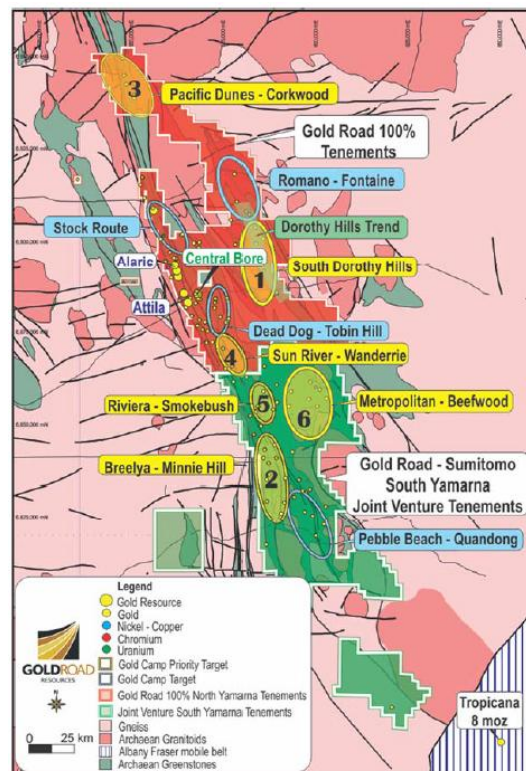 3
Pacific Dunes - Corkwood
Gold Road 100%
Tenements
Romano - Fontaine
Stock Route
Dorothy Hills Trend
Alaric
Central Bore
1
South Dorothy Hills
Attila
Dead Dog - Tobin Hill
4
Sun River - Wanderrie
Riviera - Smokebush
5
6
Metropolitan - Beefwood
Breelya - Minnie Hill
2
Gold Road - Sumitomo
South Yamarna
Joint Venture Tenements
Pebble Beach - Quandong
Legend
Gold Resource
Gold
Nickel - Copper
Chromium
Uranium
Gold Camp Priority Target
Gold Camp Target
Gold Road 100% North Yamarna Tenements
Joint Venture South Yamarna Tenements
Gneiss
Archaean Granitoids
Albany Fraser mobile belt
Archaean Greenstones
GOLDROAD
RESOURCES
N
0 25 km
Tropicana
8 moz